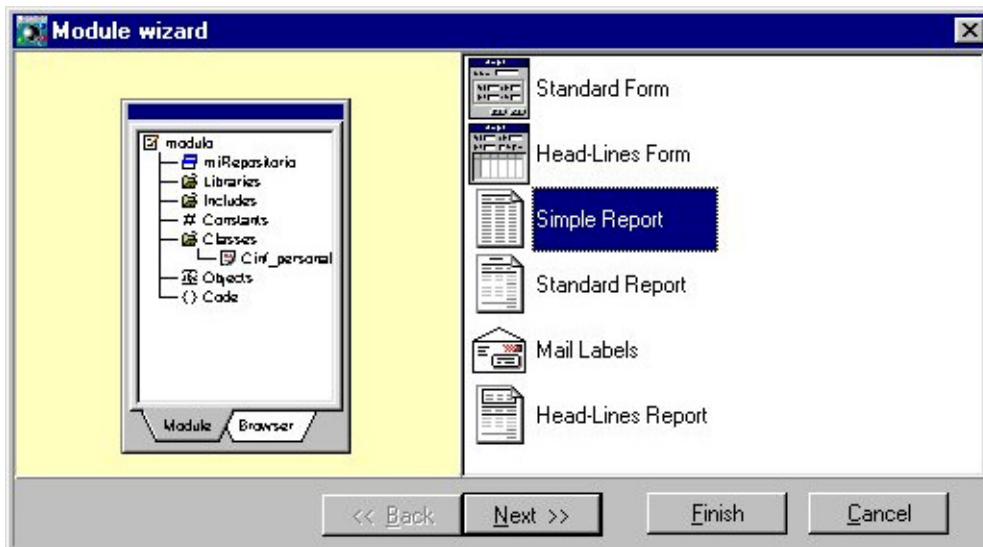 Module wizard
modulo
miRepositorio
Libraries
Includes
# Constants
Classes
Cinf_personal
Objects
{} Code
Module
Browser
Standard Form
Head-Lines Form
Simple Report
Standard Report
Mail Labels
Head-Lines Report
<< Back
Next >>
Finish
Cancel